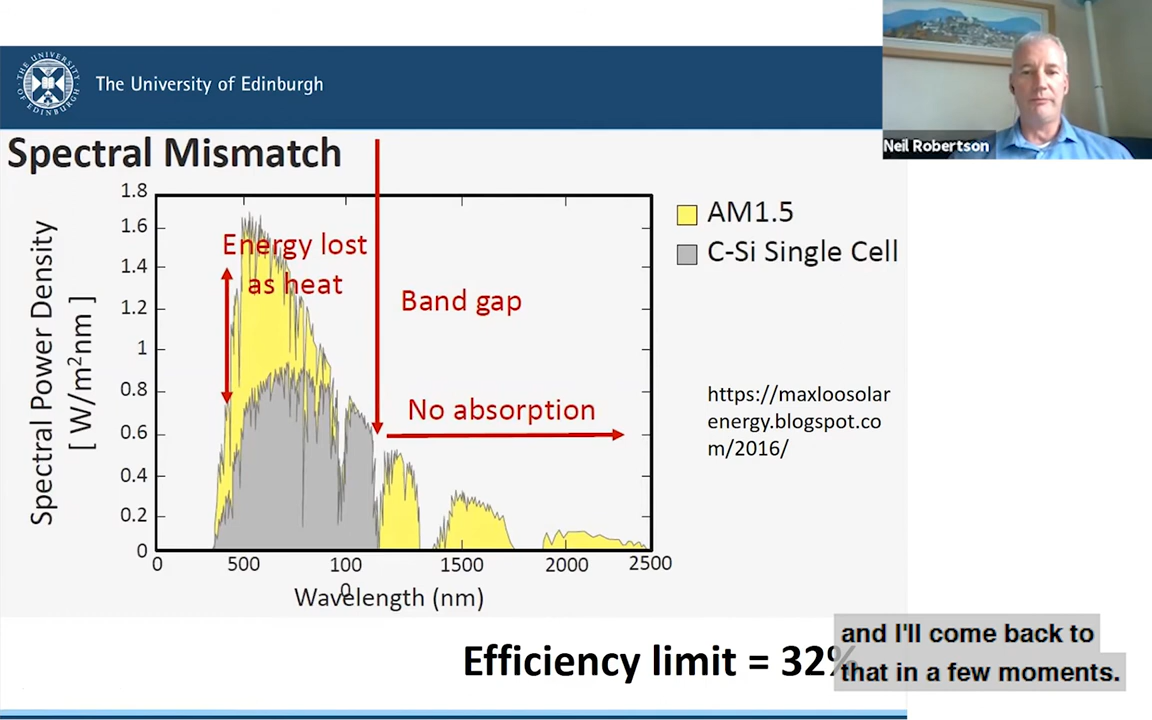 The University of Edinburgh
Neil Robertson
Spectral Mismatch
Spectral Power Density
[ W/m²nm ]
1.8
1.6
1.4
1.2
1
0.8
0.6
0.4
0.2
0
Energy lost
as heat
Band gap
No absorption
AM1.5
C-Si Single Cell
https://maxloosolar
energy.blogspot.co
m/2016/
0
500
100
0
1500
2000
2500
Wavelength (nm)
Efficiency limit = 32%
and I'll come back to
that in a few moments.